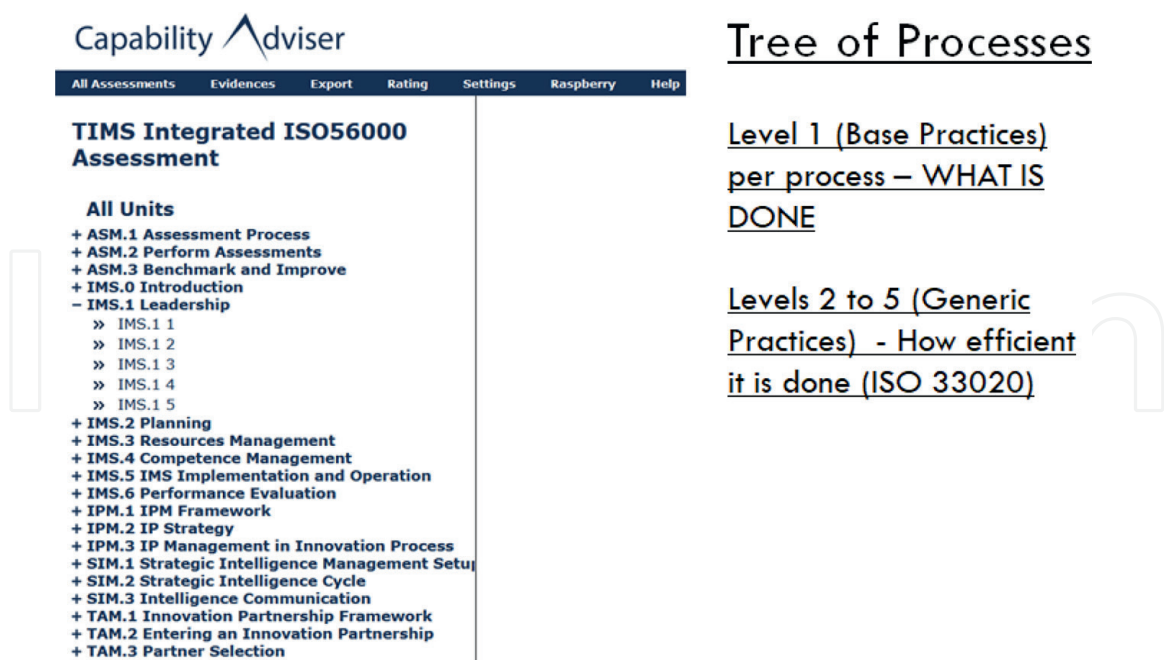 Capability Adviser
All Assessments Evidences Export Rating Settings Raspberry Help
TIMS Integrated ISO56000
Assessment
All Units
+ ASM.1 Assessment Process
+ ASM.2 Perform Assessments
+ ASM.3 Benchmark and Improve
+ IMS.0 Introduction
– IMS.1 Leadership
» IMS.1 1
» IMS.1 2
» IMS.1 3
» IMS.1 4
» IMS.1 5
+ IMS.2 Planning
+ IMS.3 Resources Management
+ IMS.4 Competence Management
+ IMS.5 IMS Implementation and Operation
+ IMS.6 Performance Evaluation
+ IPM.1 IPM Framework
+ IPM.2 IP Strategy
+ IPM.3 IP Management in Innovation Process
+ SIM.1 Strategic Intelligence Management Setup
+ SIM.2 Strategic Intelligence Cycle
+ SIM.3 Intelligence Communication
+ TAM.1 Innovation Partnership Framework
+ TAM.2 Entering an Innovation Partnership
+ TAM.3 Partner Selection
Tree of Processes
Level 1 (Base Practices)
per process – WHAT IS
DONE
Levels 2 to 5 (Generic
Practices) - How efficient
it is done (ISO 33020)